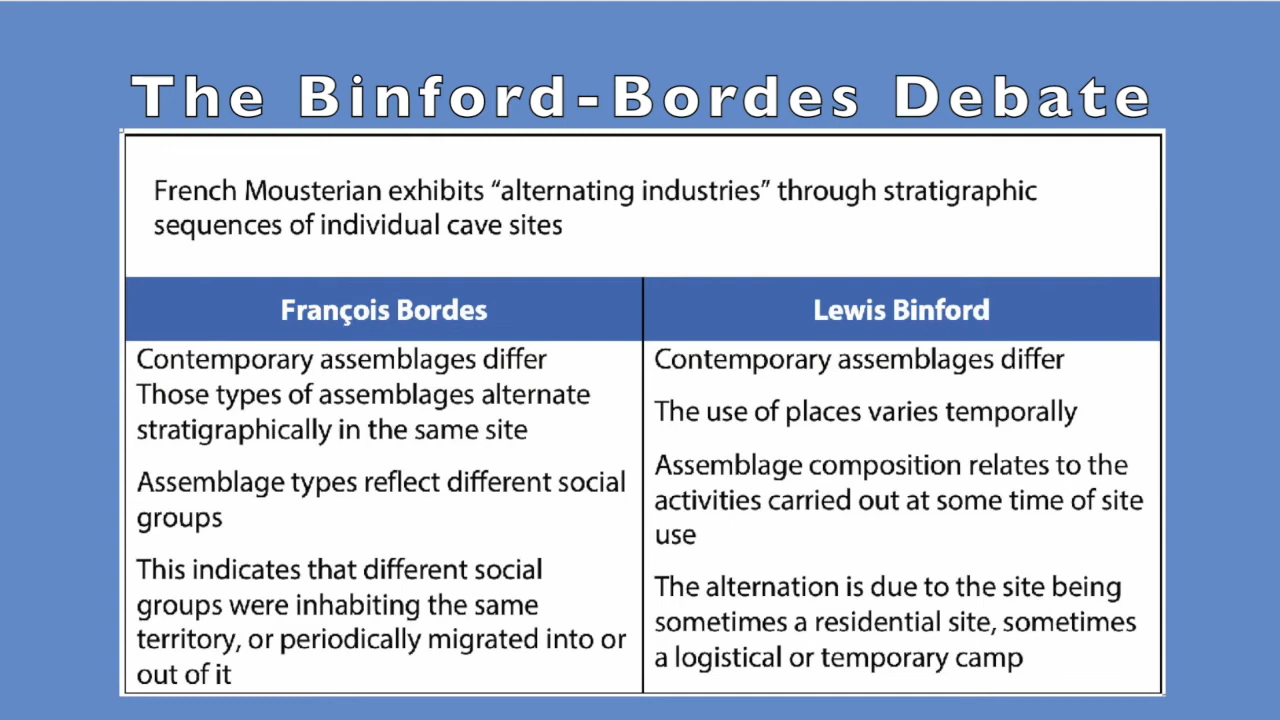 The Binford-Bordes Debate
French Mousterian exhibits “alternating industries” through stratigraphic
sequences of individual cave sites
François Bordes
Contemporary assemblages differ
Those types of assemblages alternate
stratigraphically in the same site
Assemblage types reflect different social
groups
This indicates that different social
groups were inhabiting the same
territory, or periodically migrated into or
out of it
Lewis Binford
Contemporary assemblages differ
The use of places varies temporally
Assemblage composition relates to the
activities carried out at some time of site
use
The alternation is due to the site being
sometimes a residential site, sometimes
a logistical or temporary camp